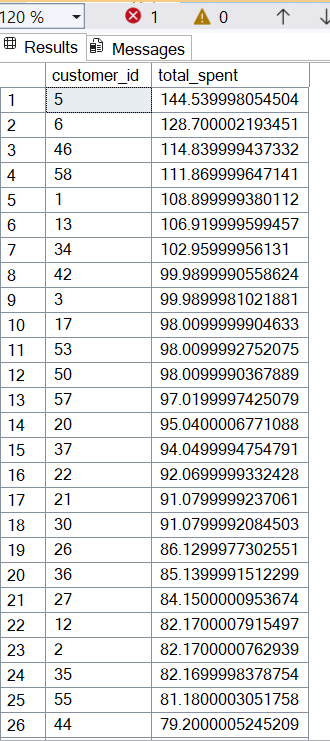 120 % 1 0
Results Messages
customer_id total_spent
1 5 144.539998054504
2 6 128.700002193451
3 46 114.839999437332
4 58 111.869999647141
5 1 108.899999380112
6 13 106.919999599457
7 34 102.95999956131
8 42 99.9899990558624
9 3 99.9899981021881
10 17 98.0099999904633
11 53 98.0099992752075
12 50 98.0099990367889
13 57 97.0199997425079
14 20 95.0400006771088
15 37 94.0499994754791
16 22 92.0699999332428
17 21 91.0799999237061
18 30 91.0799992084503
19 26 86.1299977302551
20 36 85.1399991512299
21 27 84.1500000953674
22 12 82.1700007915497
23 2 82.1700000762939
24 35 82.1699998378754
25 55 81.1800003051758
26 44 79.2000005245209